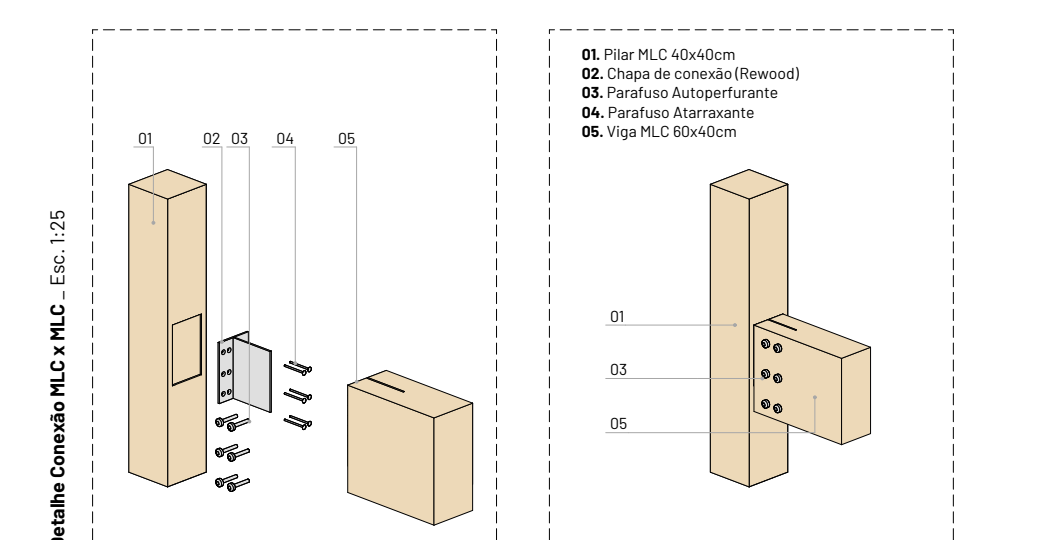 Detalhe Conexão MLC x MLC _ Esc. 1:25
01 02 03 04 05
01. Pilar MLC 40x40cm
02. Chapa de conexão (Rewood)
03. Parafuso Autoperfurante
04. Parafuso Atarraxante
05. Viga MLC 60x40cm
01
03
05